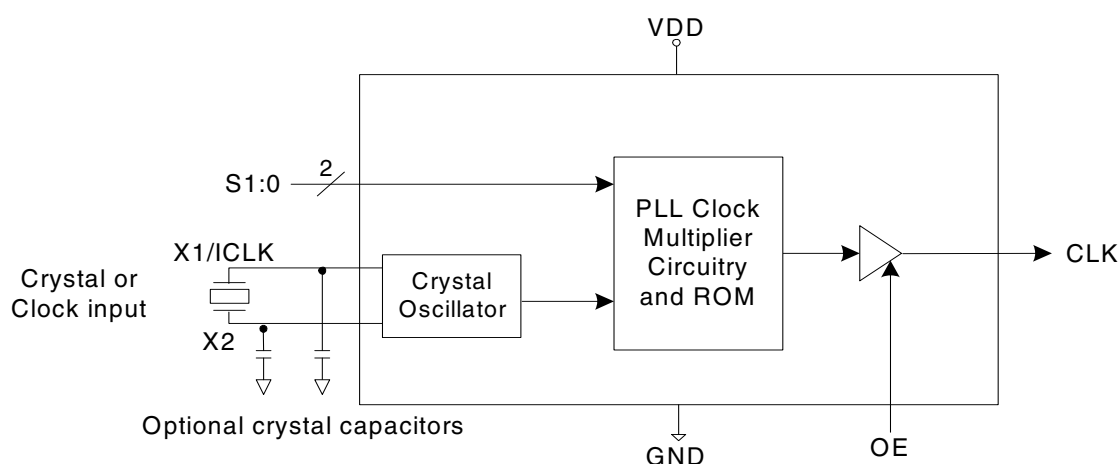 VDD
2
S1:0
PLL Clock
Multiplier
Circuitry
and ROM
X1/ICLK
CLK
Crystal or
Clock input
Crystal
Oscillator
X2
Optional crystal capacitors
GND
OE